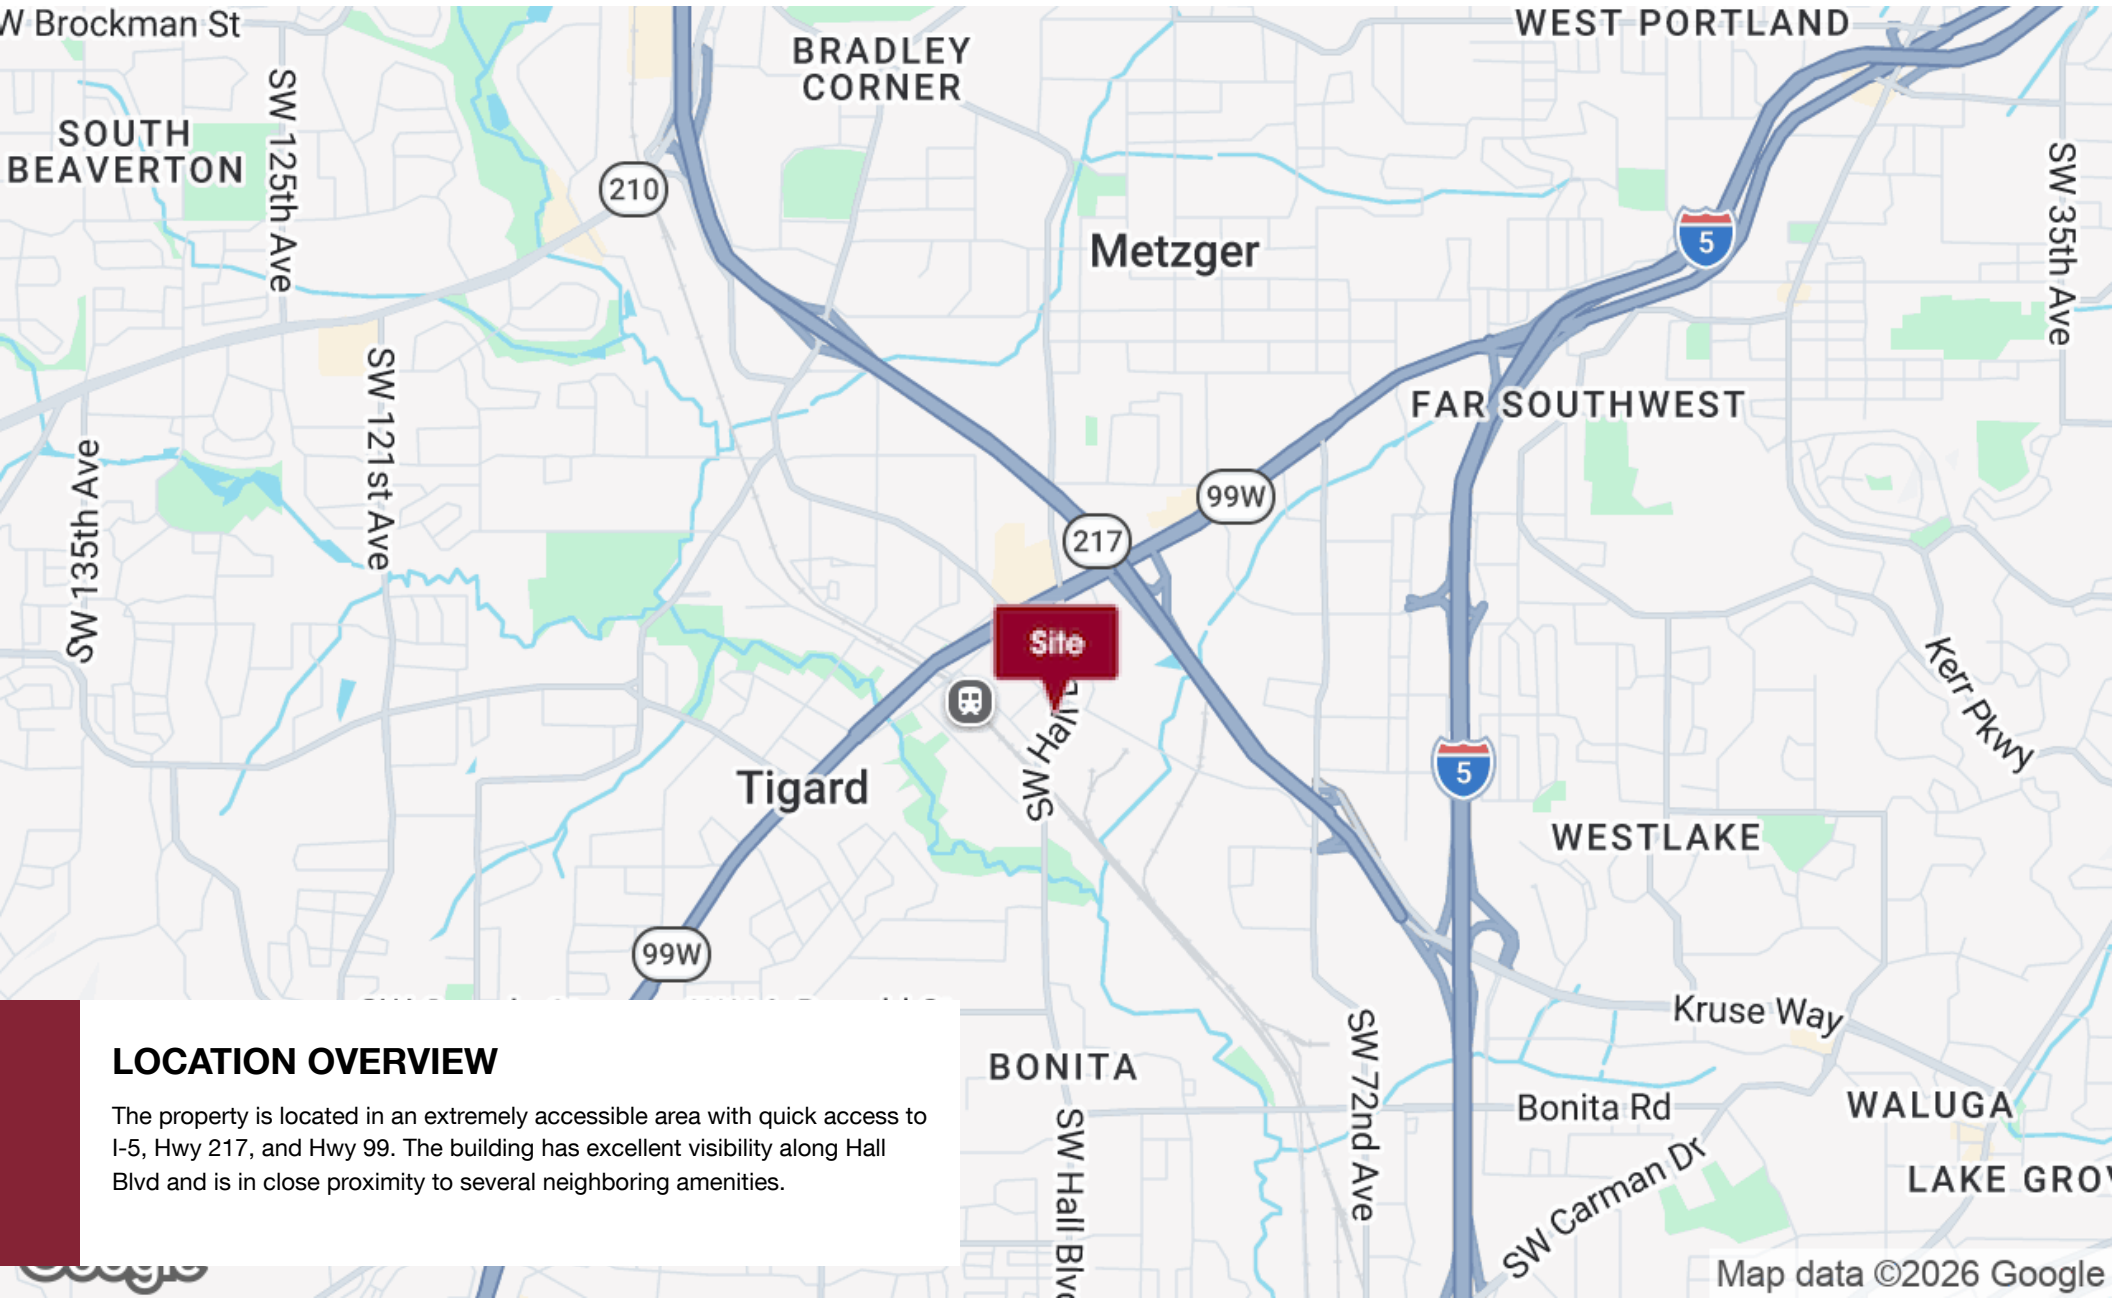 W Brockman St
BRADLEY
CORNER
WEST PORTLAND
SOUTH
BEAVERTON
SW 125th Ave
210
SW 35th Ave
Metzger
5
SW 121st Ave
FAR SOUTHWEST
SW 135th Ave
99W
217
Site
SW Hall Blvd
Kerr Pkwy
Tigard
5
WESTLAKE
99W
Kruse Way
BONITA
SW 72nd Ave
Bonita Rd
WALUGA
SW Hall Blvd
SW Carman Dr
LAKE GROV
LOCATION OVERVIEW
The property is located in an extremely accessible area with quick access to
I-5, Hwy 217, and Hwy 99. The building has excellent visibility along Hall
Blvd and is in close proximity to several neighboring amenities.
Google
Map data ©2026 Google